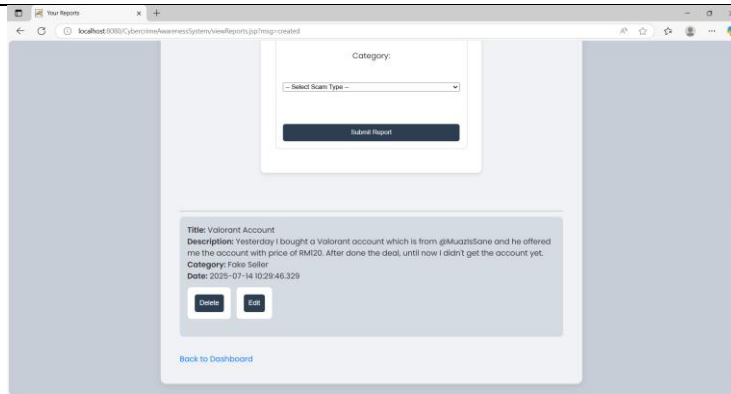 Your Reports
localhost:8080/CybercrimeAwarenessSystem/viewReports.jsp?msg=created
Category:
-- Select Scam Type --
Submit Report
Title: Valorant Account
Description: Yesterday I bought a Valorant account which is from @MuazIsSane and he offered
me the account with price of RM120. After done the deal, until now I didn't get the account yet.
Category: Fake Seller
Date: 2025-07-14 10:29:46.329
Delete Edit
Back to Dashboard